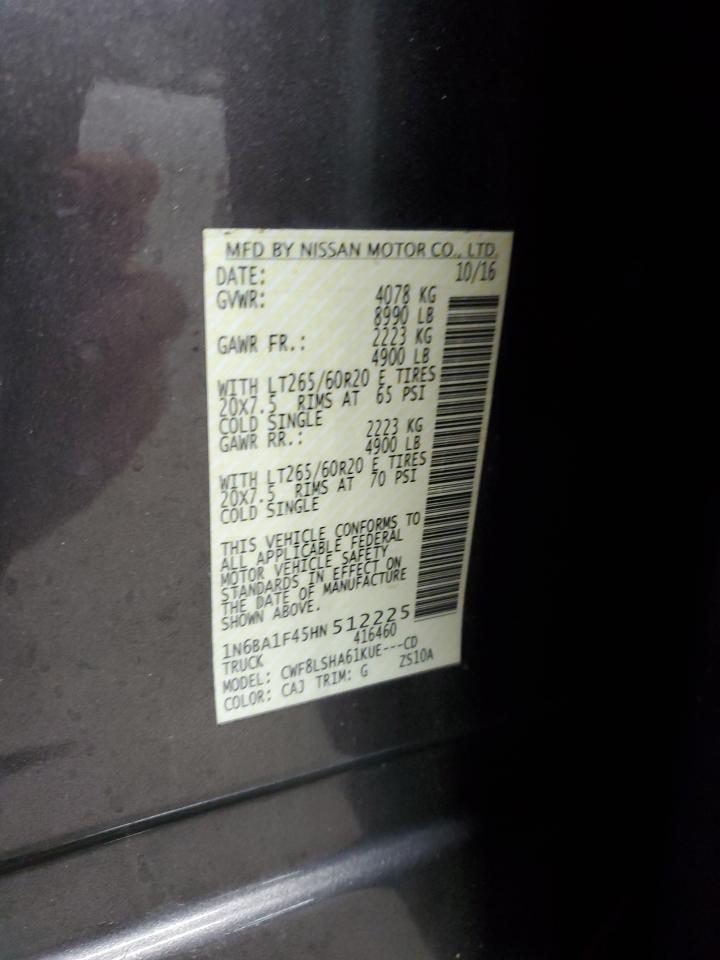 MFD BY NISSAN MOTOR CO., LTD.
DATE: 10/16
GVWR: 4078 KG
8990 LB
GAWR FR.: 2223 KG
4900 LB
WITH LT265/60R20 E TIRES
20x7.5 RIMS AT 65 PSI
COLD SINGLE
GAWR RR.: 2223 KG
4900 LB
WITH LT265/60R20 E TIRES
20x7.5 RIMS AT 70 PSI
COLD SINGLE
THIS VEHICLE CONFORMS TO
ALL APPLICABLE FEDERAL
MOTOR VEHICLE SAFETY
STANDARDS IN EFFECT ON
THE DATE OF MANUFACTURE
SHOWN ABOVE.
1N6BA1F45HN512225
TRUCK 416460
MODEL: CWF8LSHA61KUE---CD
COLOR: CAJ TRIM: G ZS10A